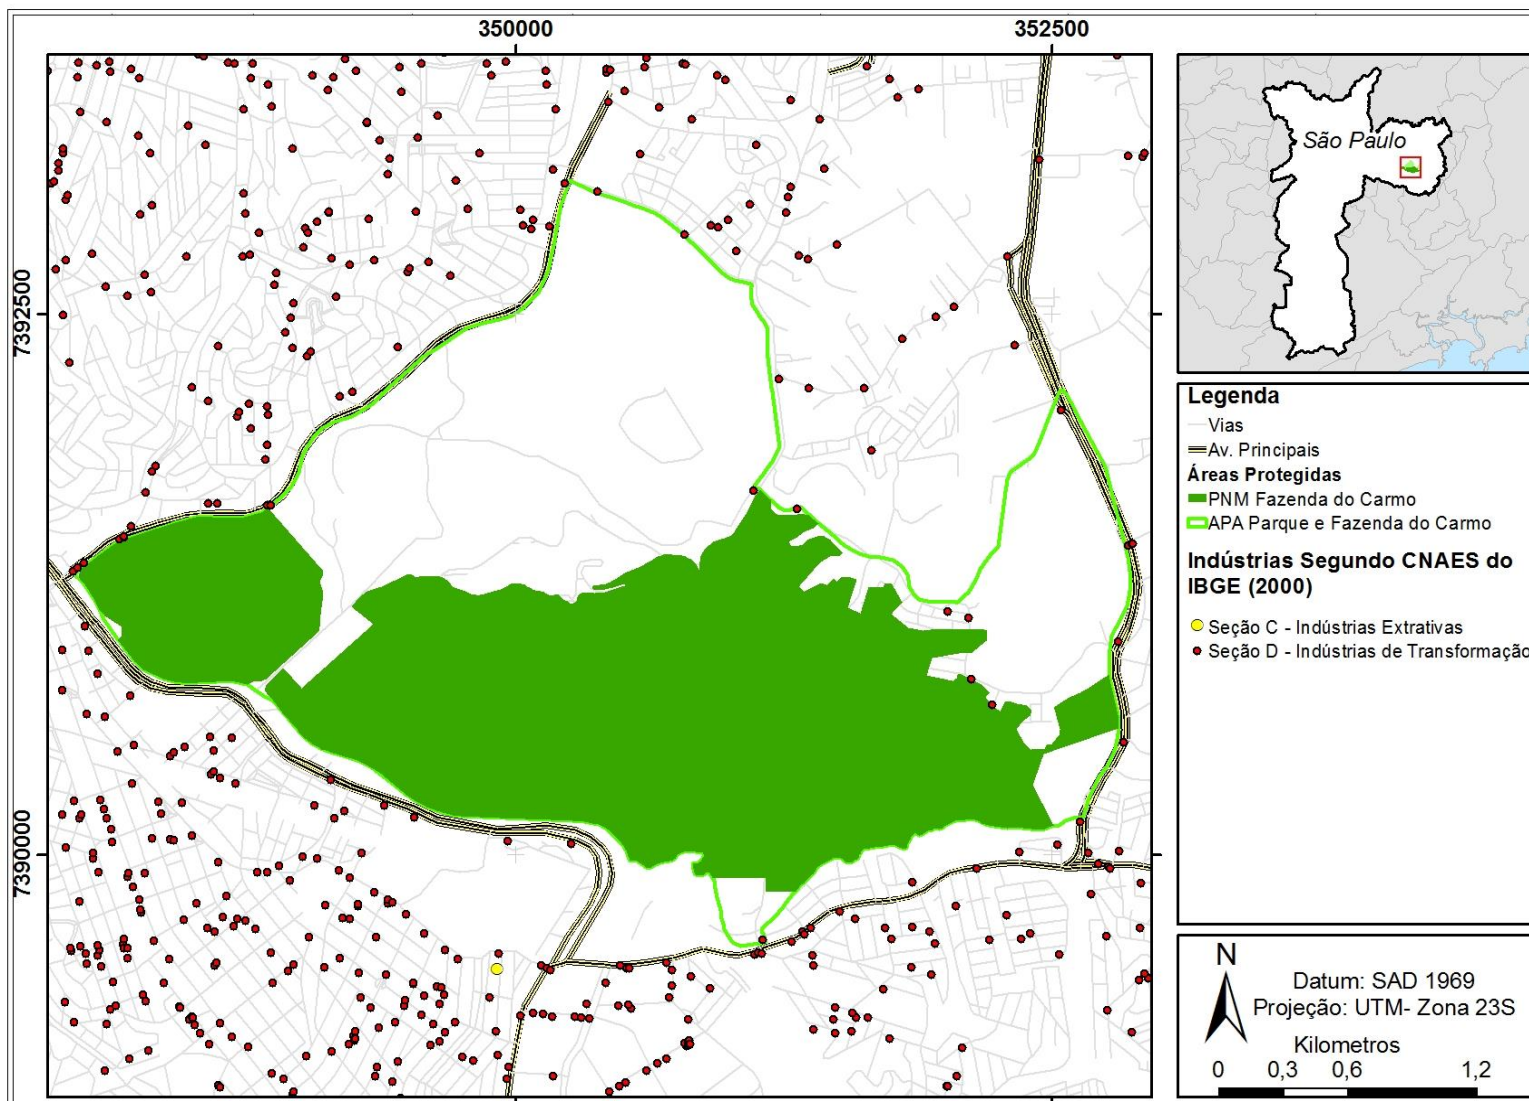 350000
352500
7392500
7390000
São Paulo
Legenda
Vias
Av. Principais
Áreas Protegidas
PNM Fazenda do Carmo
APA Parque e Fazenda do Carmo
Indústrias Segundo CNAES do
IBGE (2000)
Seção C - Indústrias Extrativas
Seção D - Indústrias de Transformação
N
Datum: SAD 1969
Projeção: UTM- Zona 23S
Kilometros
0 0,3 0,6 1,2